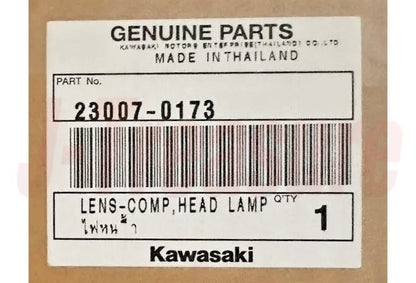 GENUINE PARTS
KAWASAKI MOTORS ENTERPRISE(THAILAND) CO.,LTD.
MADE IN THAILAND
PART No.
23007-0173
LENS-COMP,HEAD LAMP Q'TY
ไฟหน้า 1
Kawasaki